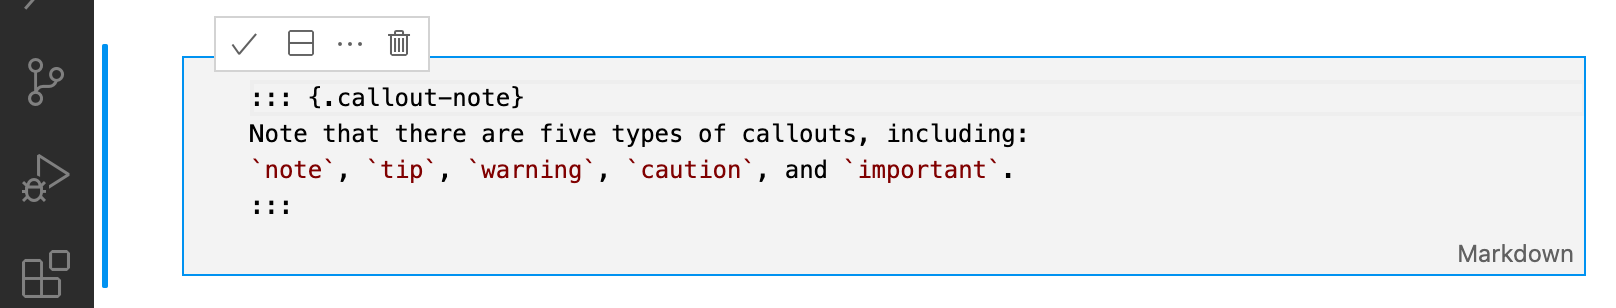 ::: {.callout-note}
Note that there are five types of callouts, including:
`note`, `tip`, `warning`, `caution`, and `important`.
:::
Markdown